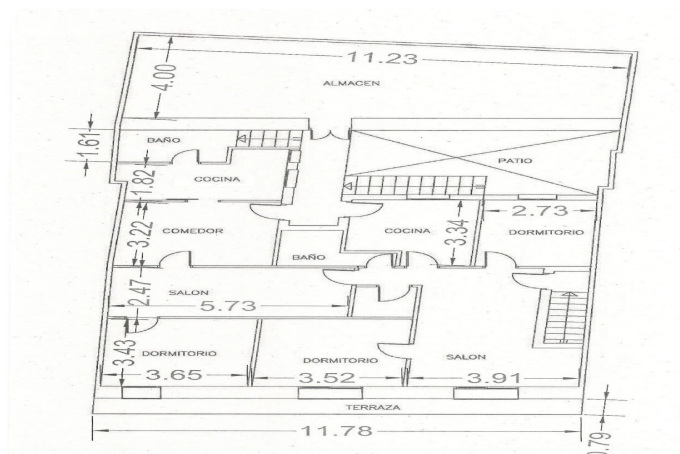 11.23
4.00
ALMACEN
1.61
BAÑO
PATIO
1.82
COCINA
2.73
3.22
COMEDOR
COCINA
3.34
DORMITORIO
BAÑO
2.47
SALON
5.73
3.43
DORMITORIO
DORMITORIO
SALON
3.65
3.52
3.91
TERRAZA
11.78
0.79